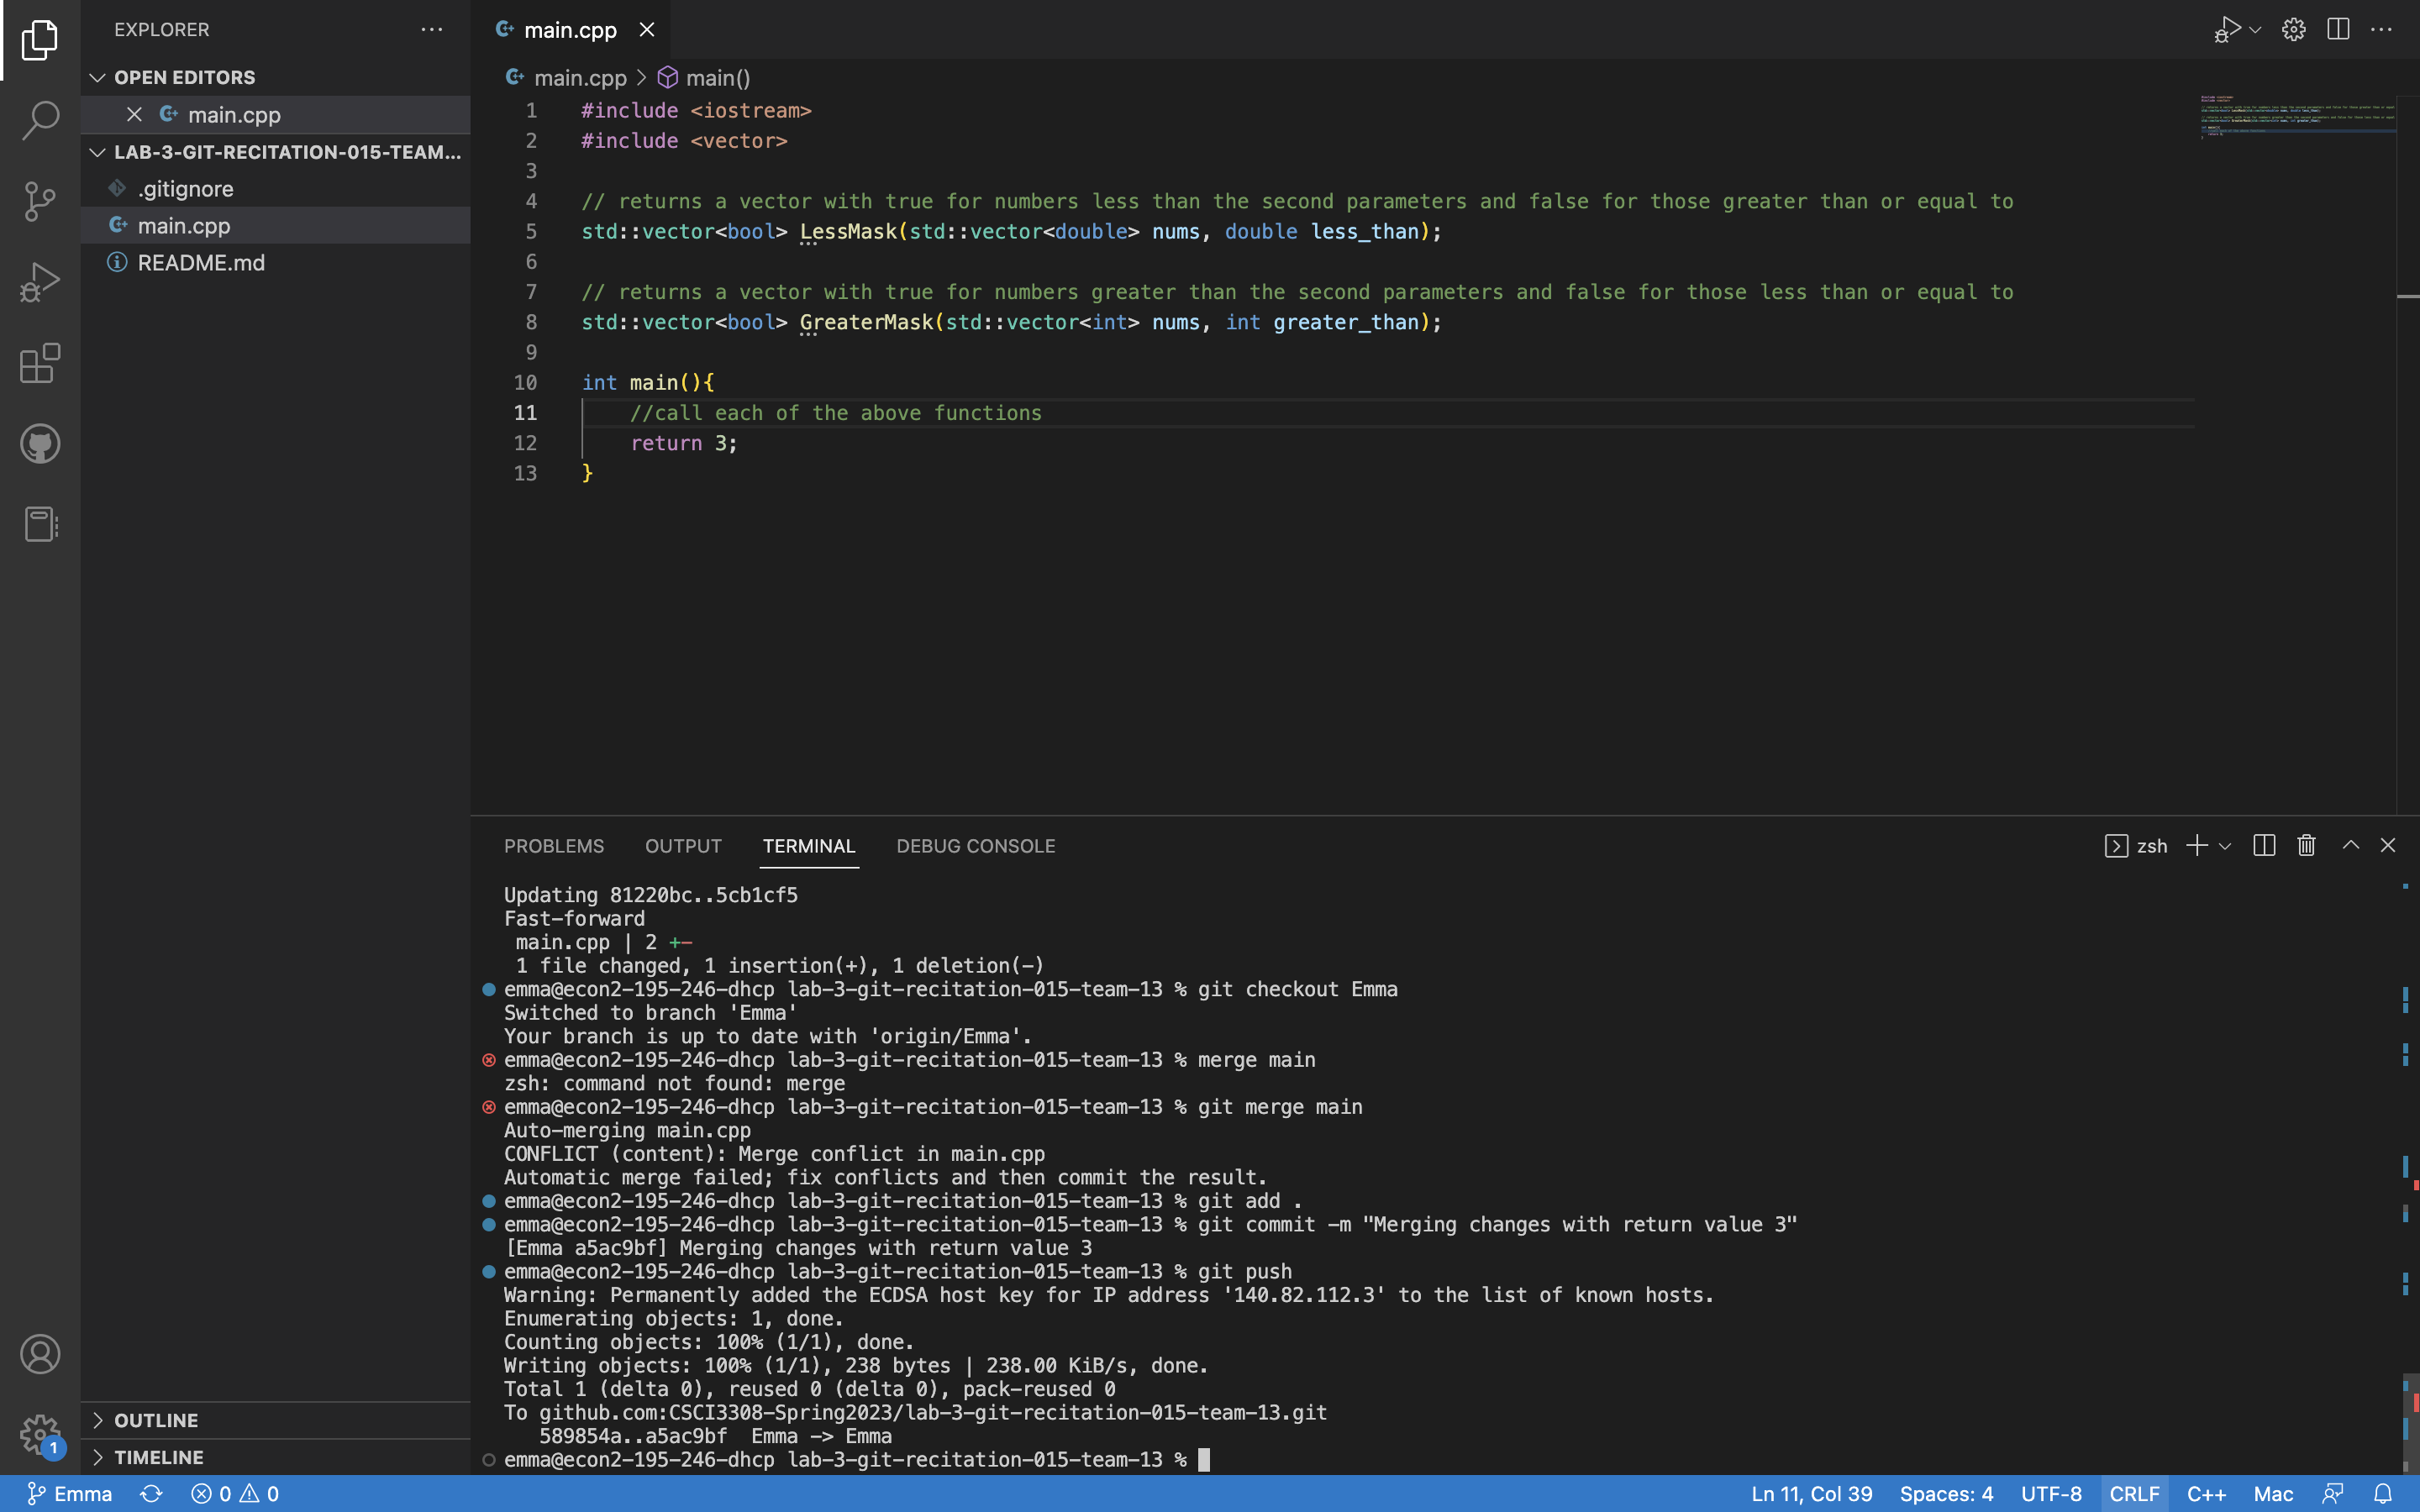 EXPLORER
OPEN EDITORS
main.cpp
LAB-3-GIT-RECITATION-015-TEAM...
.gitignore
main.cpp
README.md
OUTLINE
TIMELINE
1
main.cpp
main.cpp > main()
1 #include <iostream>
2 #include <vector>
3
4 // returns a vector with true for numbers less than the second parameters and false for those greater than or equal to
5 std::vector<bool> LessMask(std::vector<double> nums, double less_than);
6
7 // returns a vector with true for numbers greater than the second parameters and false for those less than or equal to
8 std::vector<bool> GreaterMask(std::vector<int> nums, int greater_than);
9
10 int main(){
11     //call each of the above functions
12     return 3;
13 }
PROBLEMS OUTPUT TERMINAL DEBUG CONSOLE
zsh
Updating 81220bc..5cb1cf5
Fast-forward
 main.cpp | 2 +-
 1 file changed, 1 insertion(+), 1 deletion(-)
emma@econ2-195-246-dhcp lab-3-git-recitation-015-team-13 % git checkout Emma
Switched to branch 'Emma'
Your branch is up to date with 'origin/Emma'.
emma@econ2-195-246-dhcp lab-3-git-recitation-015-team-13 % merge main
zsh: command not found: merge
emma@econ2-195-246-dhcp lab-3-git-recitation-015-team-13 % git merge main
Auto-merging main.cpp
CONFLICT (content): Merge conflict in main.cpp
Automatic merge failed; fix conflicts and then commit the result.
emma@econ2-195-246-dhcp lab-3-git-recitation-015-team-13 % git add .
emma@econ2-195-246-dhcp lab-3-git-recitation-015-team-13 % git commit -m "Merging changes with return value 3"
[Emma a5ac9bf] Merging changes with return value 3
emma@econ2-195-246-dhcp lab-3-git-recitation-015-team-13 % git push
Warning: Permanently added the ECDSA host key for IP address '140.82.112.3' to the list of known hosts.
Enumerating objects: 1, done.
Counting objects: 100% (1/1), done.
Writing objects: 100% (1/1), 238 bytes | 238.00 KiB/s, done.
Total 1 (delta 0), reused 0 (delta 0), pack-reused 0
To github.com:CSCI3308-Spring2023/lab-3-git-recitation-015-team-13.git
   589854a..a5ac9bf  Emma -> Emma
emma@econ2-195-246-dhcp lab-3-git-recitation-015-team-13 %
Emma 0 0 Ln 11, Col 39 Spaces: 4 UTF-8 CRLF C++ Mac